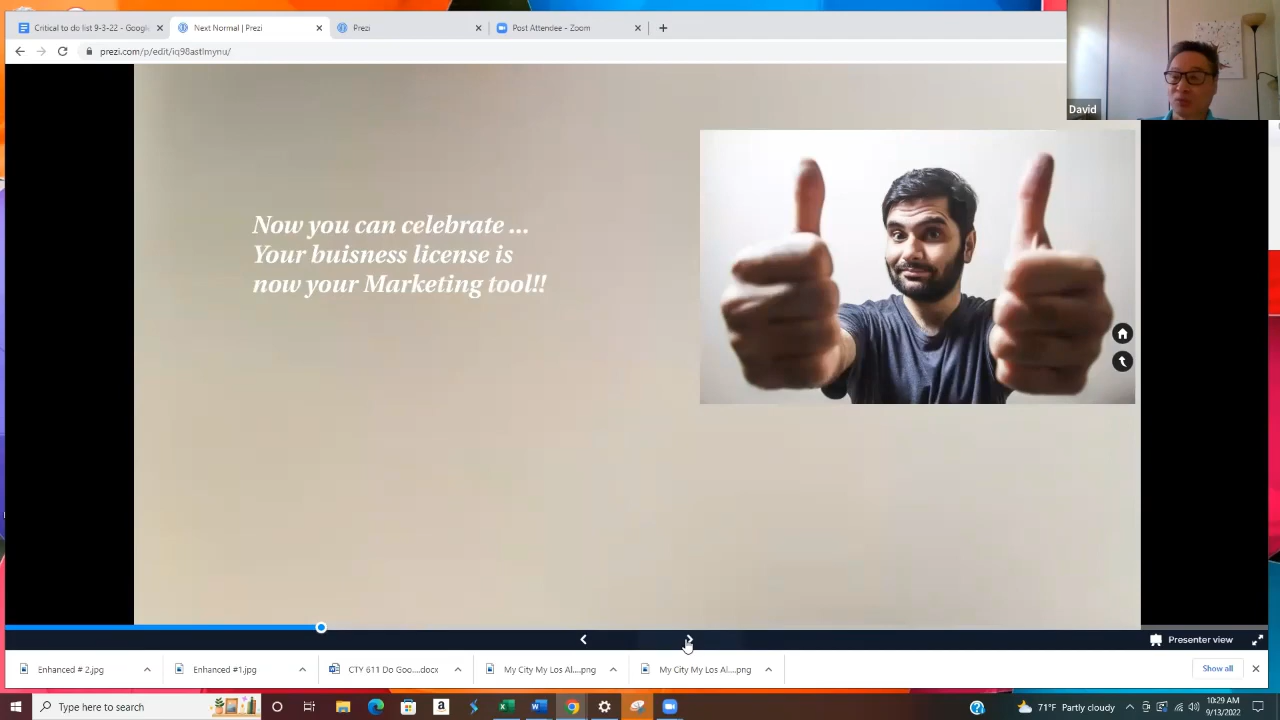 Critical to do list 9-3-22 - Google
Next Normal | Prezi
Prezi
Post Attendee - Zoom
prezi.com/p/edit/iq98astlmynu/
David
Now you can celebrate ...
Your buisness license is
now your Marketing tool!!
Presenter view
Enhanced # 2.jpg
Enhanced #1.jpg
CTY 611 Do Goo....docx
My City My Los Al....png
My City My Los Al....png
Show all
Type here to search
71°F Partly cloudy
10:29 AM
9/13/2022